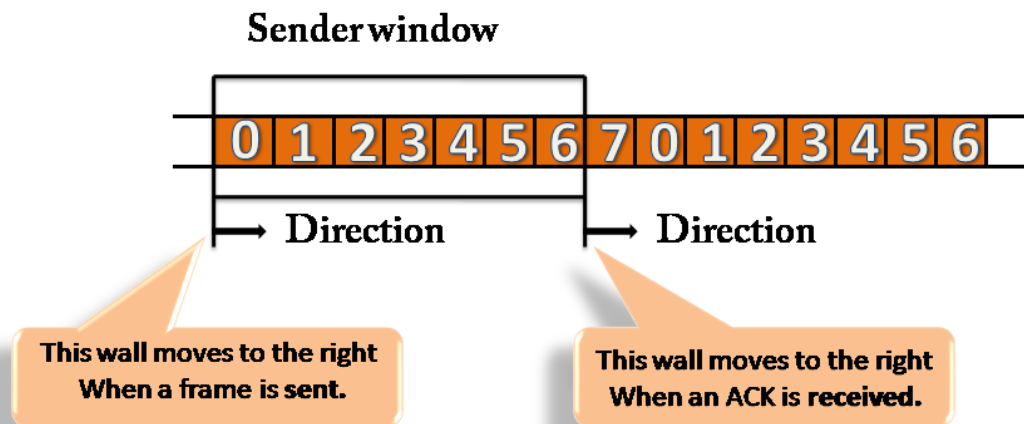 Sender window
0 1 2 3 4 5 6 7 0 1 2 3 4 5 6
Direction
Direction
This wall moves to the right
When a frame is sent.
This wall moves to the right
When an ACK is received.